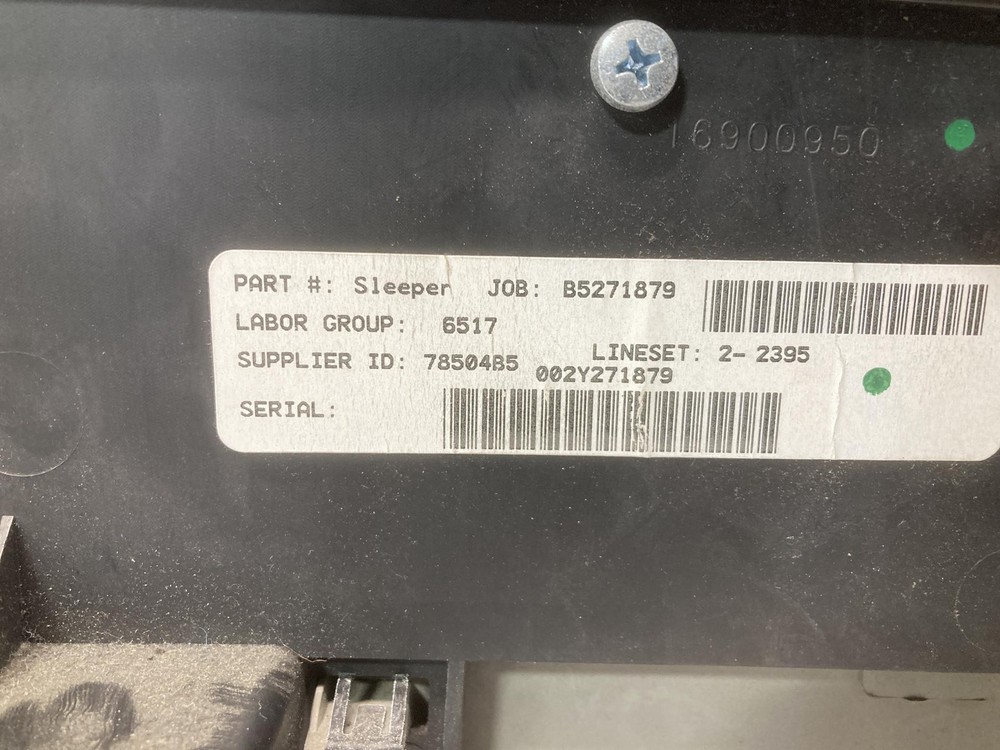 16900950
PART #: Sleeper JOB: B5271879
LABOR GROUP: 6517
SUPPLIER ID: 78504B5 LINESET: 2- 2395
002Y271879
SERIAL: